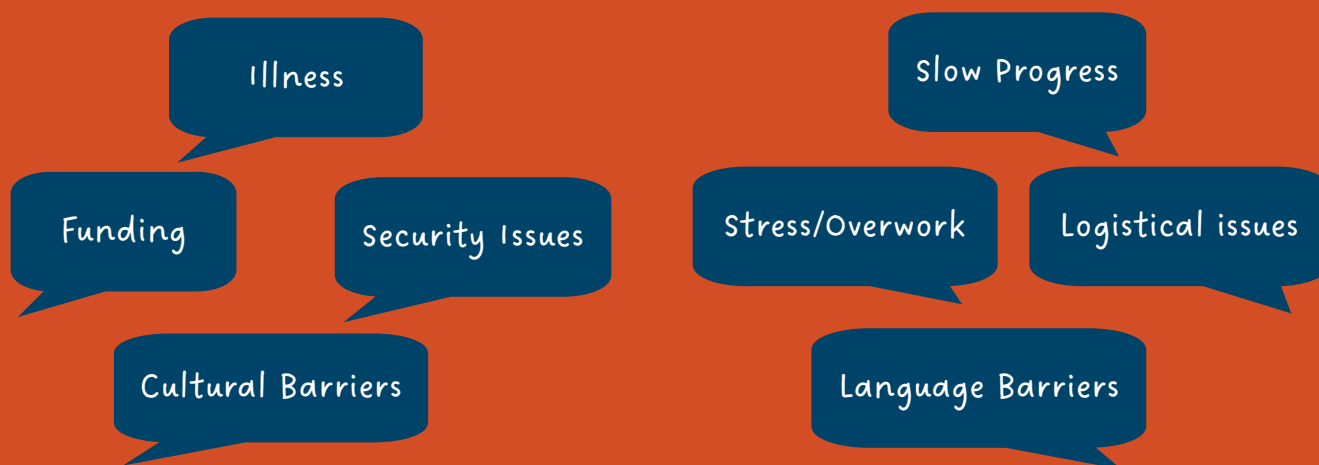 Illness
Slow Progress
Funding
Security Issues
Stress/Overwork
Logistical issues
Cultural Barriers
Language Barriers